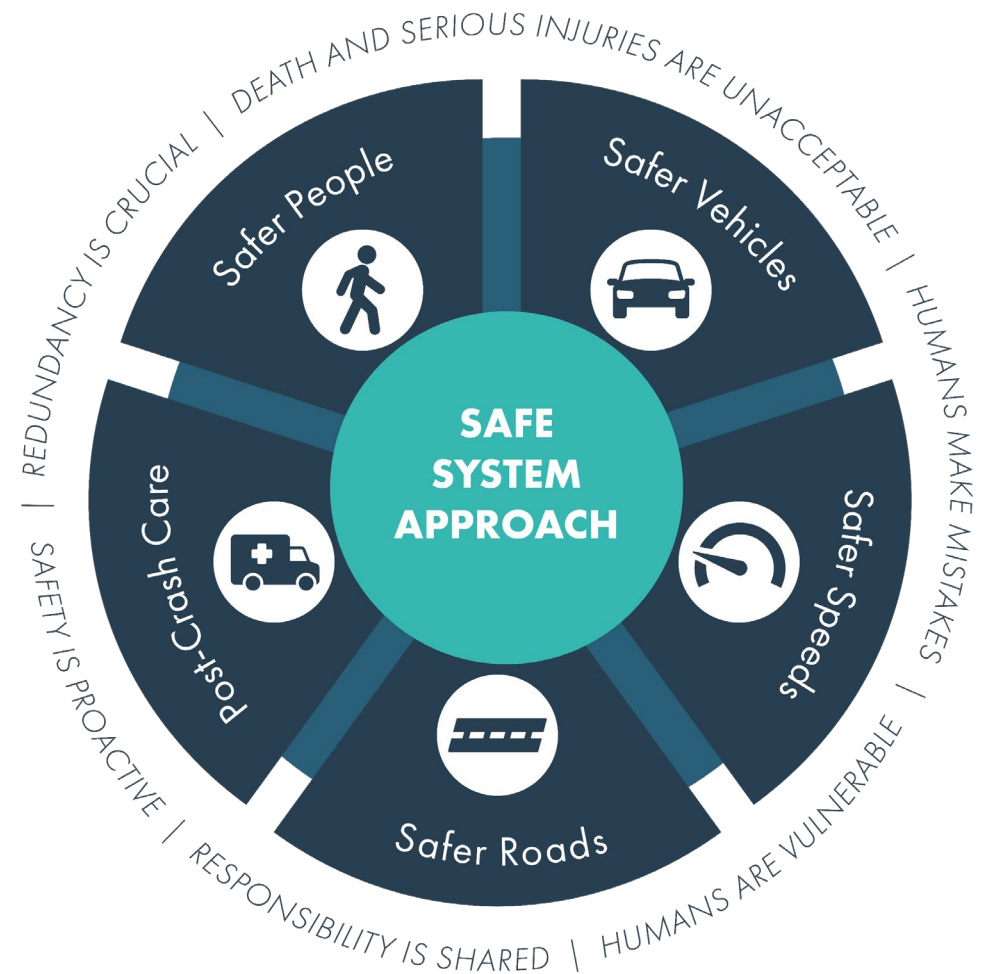 DEATH AND SERIOUS INJURIES ARE UNACCEPTABLE | HUMANS MAKE MISTAKES | HUMANS ARE VULNERABLE | RESPONSIBILITY IS SHARED | SAFETY IS PROACTIVE | REDUNDANCY IS CRUCIAL |
Safer People
Safer Vehicles
Safer Speeds
Safer Roads
Post-Crash Care
SAFE
SYSTEM
APPROACH